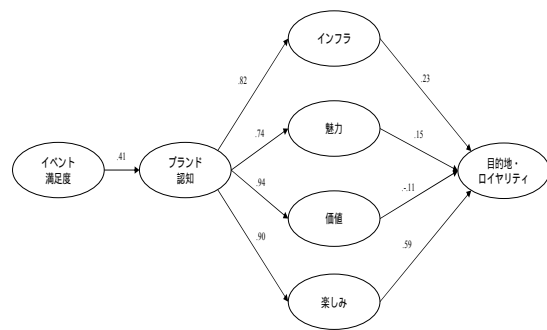 インフラ
.82
.23
魅力
.74
.15
イベント
満足度
.41
ブランド
認知
目的地・
ロイヤリティ
.94
.-.11
価値
.90
.59
楽しみ